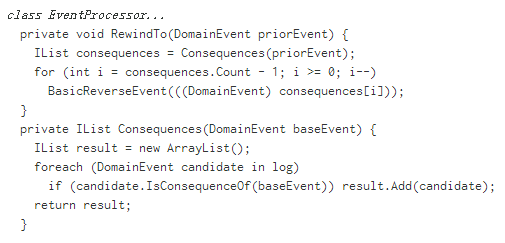 class EventProcessor...
private void RewindTo(DomainEvent priorEvent) {
IList consequences = Consequences(priorEvent);
for (int i = consequences.Count - 1; i >= 0; i--)
BasicReverseEvent(((DomainEvent) consequences[i]));
}
private IList Consequences(DomainEvent baseEvent) {
IList result = new ArrayList();
foreach (DomainEvent candidate in log)
if (candidate.IsConsequenceOf(baseEvent)) result.Add(candidate);
return result;
}